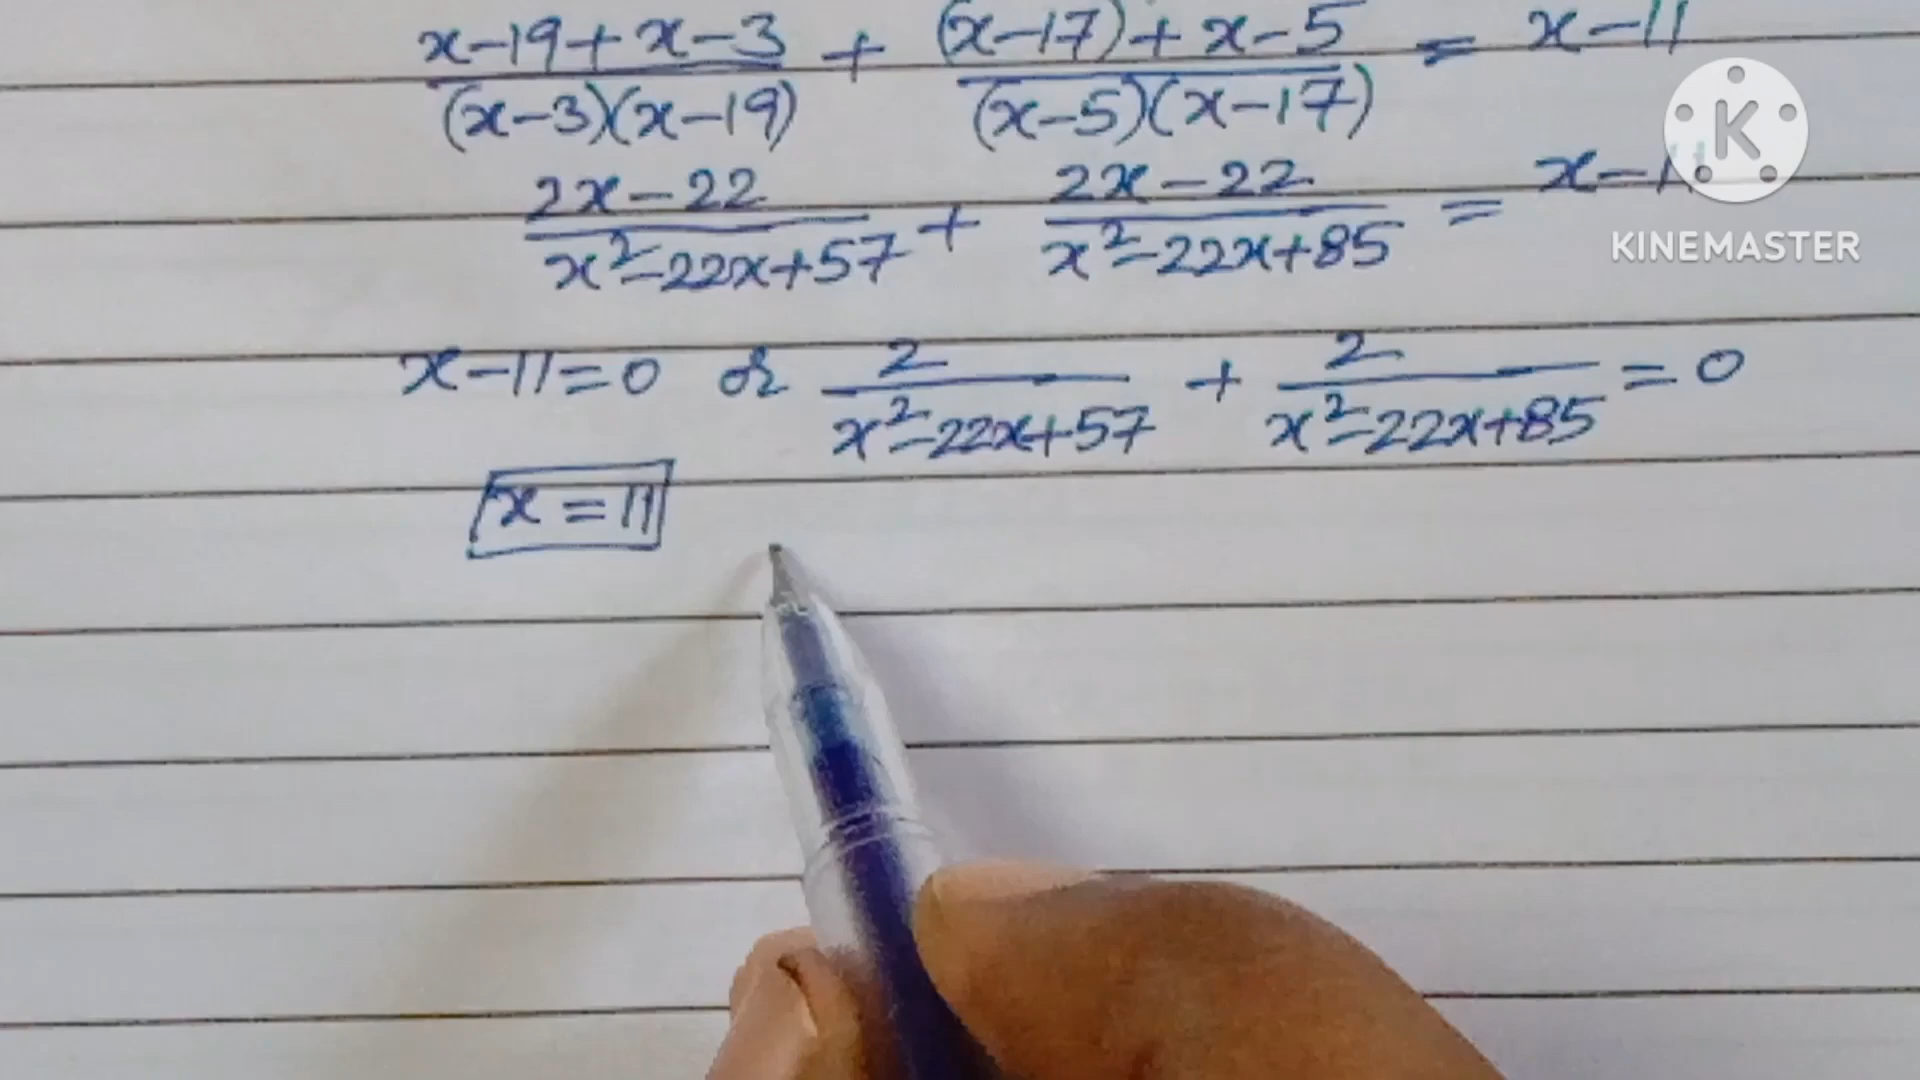 x-19+x-3/(x-3)(x-19) + (x-17)+x-5/(x-5)(x-17) = x-11
2x-22/x²-22x+57 + 2x-22/x²-22x+85 = x-11
KINEMASTER
x-11=0 or 2/x²-22x+57 + 2/x²-22x+85 = 0
x=11